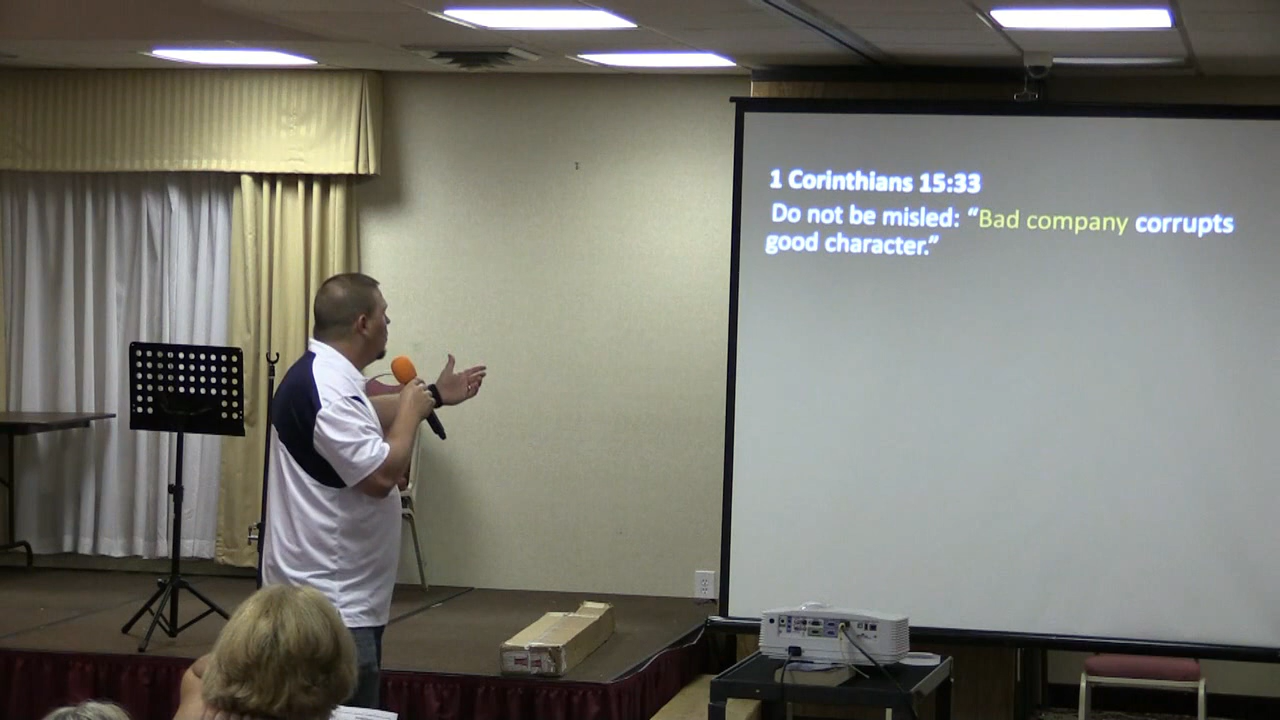 1 Corinthians 15:33
Do not be misled: “Bad company corrupts
good character.”